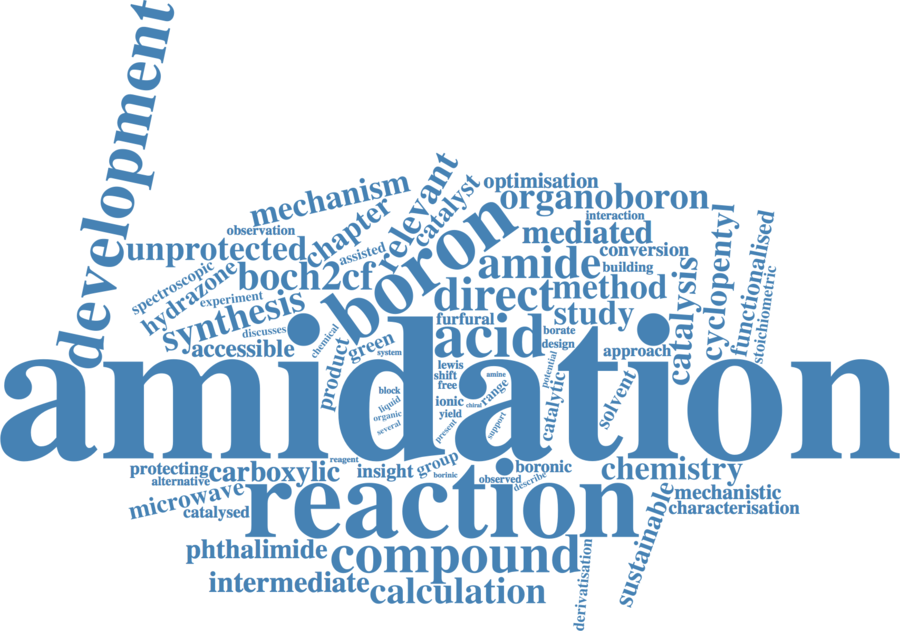 development
mechanism
relevant
catalyst
optimisation
organoboron
interaction
observation
unprotected
chapter
assisted
boron
mediated
conversion
cyclopentyl
functionalised
stoichiometric
spectroscopic
hydrazone
boch2cf
amide
building
experiment
synthesis
direct
method
catalysis
discusses
furfural
study
accessible
chemical
green
system
acid
borate
design
approach
product
lewis
shift
free
amine
potential
block
liquid
organic
several
ionic
yield
chiral
range
present
support
catalytic
solvent
amidation
protecting
alternative
carboxylic
reagent
insight
group
borinic
observed
describe
boronic
chemistry
microwave
catalysed
reaction
sustainable
mechanistic
characterisation
phthalimide
compound
intermediate
calculation
derivatisation